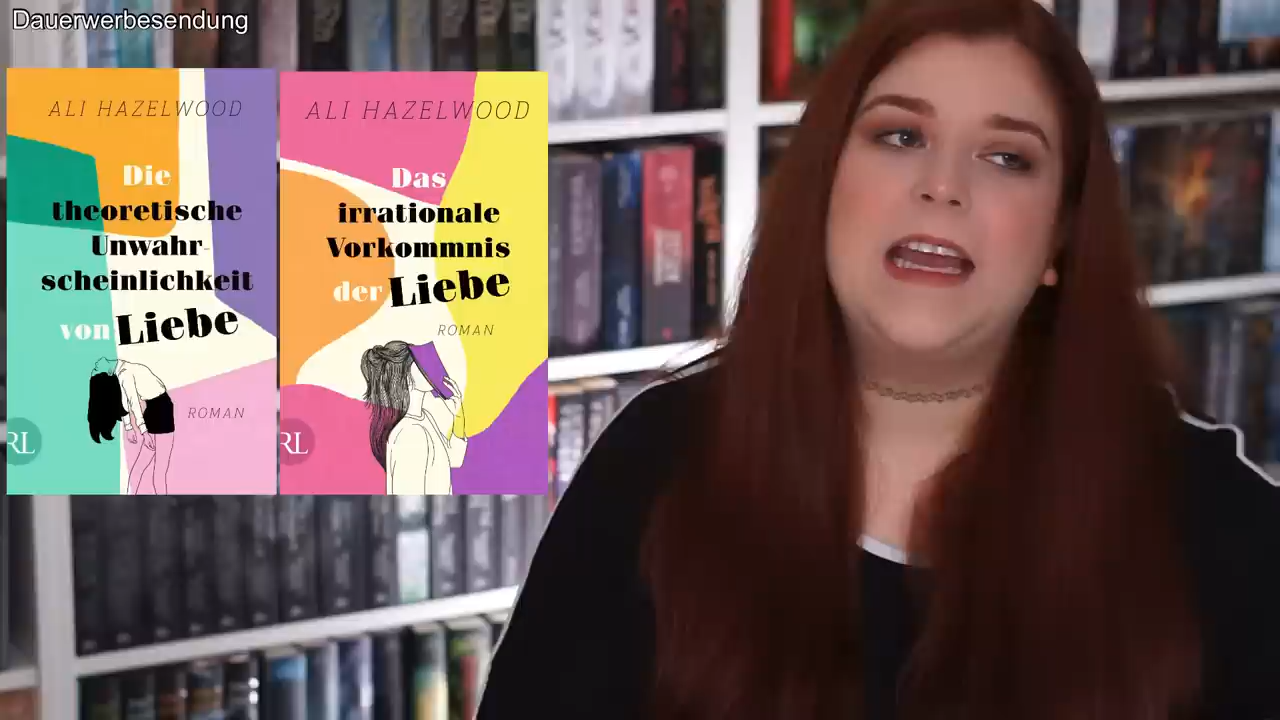 Dauerwerbesendung
ALI HAZELWOOD
Die
theoretische
Unwahr-
scheinlichkeit
von Liebe
ROMAN
RL
ALI HAZELWOOD
Das
irrationale
Vorkommnis
der Liebe
ROMAN
RL